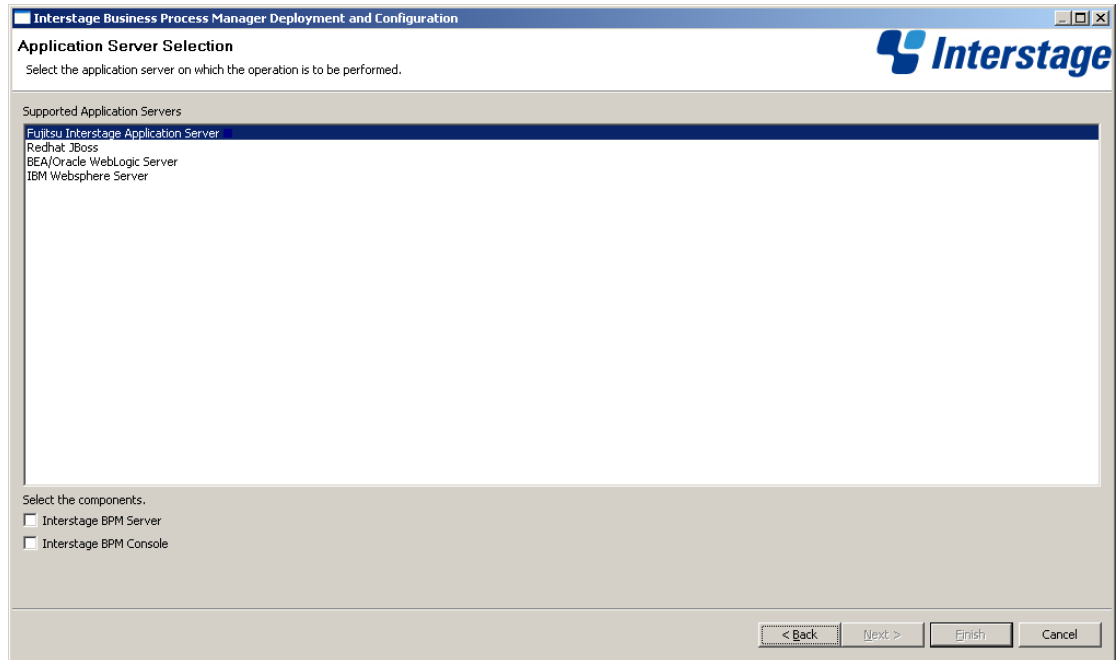 Interstage Business Process Manager Deployment and Configuration
Application Server Selection
Select the application server on which the operation is to be performed.
Interstage
Supported Application Servers
Fujitsu Interstage Application Server
Redhat JBoss
BEA/Oracle WebLogic Server
IBM Websphere Server
Select the components.
Interstage BPM Server
Interstage BPM Console
< Back Next > Finish Cancel